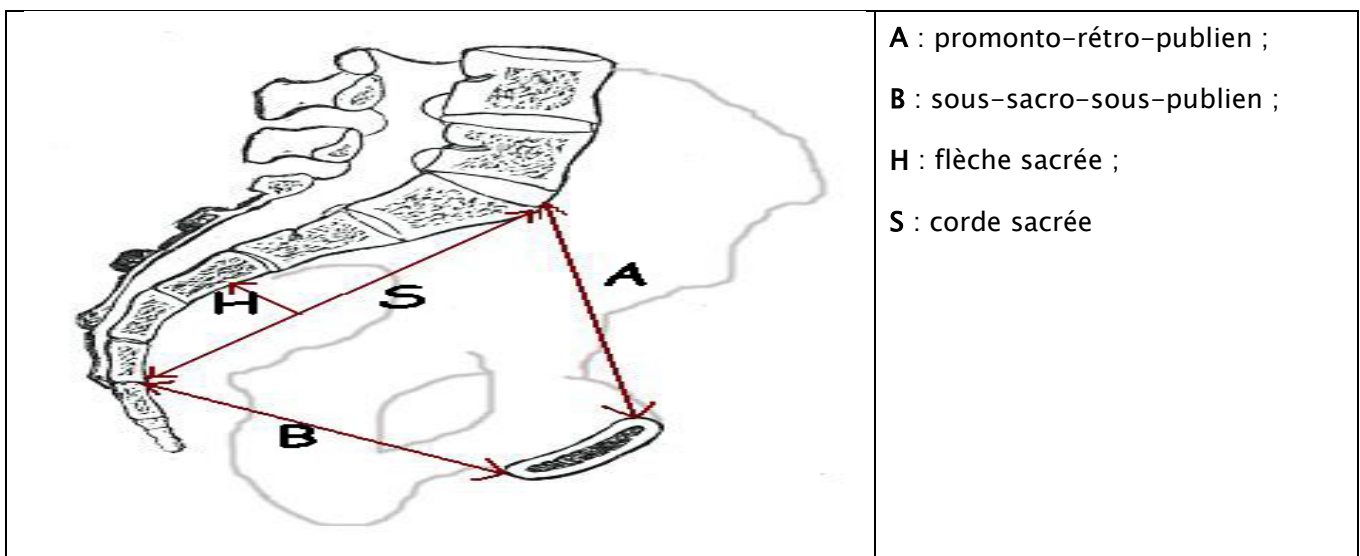 A : promonto-rétro-publien ;
B : sous-sacro-sous-publien ;
H : flèche sacrée ;
S : corde sacrée
A
H
S
B